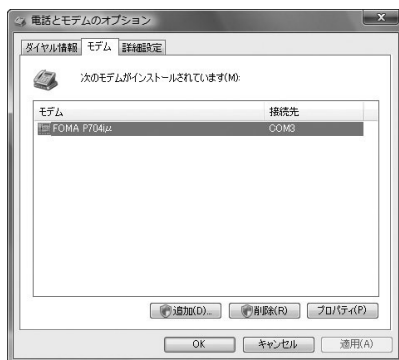 電話とモデムのオプション
ダイヤル情報 モデム 詳細設定
次のモデムがインストールされています(M):
モデム 接続先
FOMA P704iμ COM3
追加(D)... 削除(R) プロパティ(P)
OK キャンセル 適用(A)